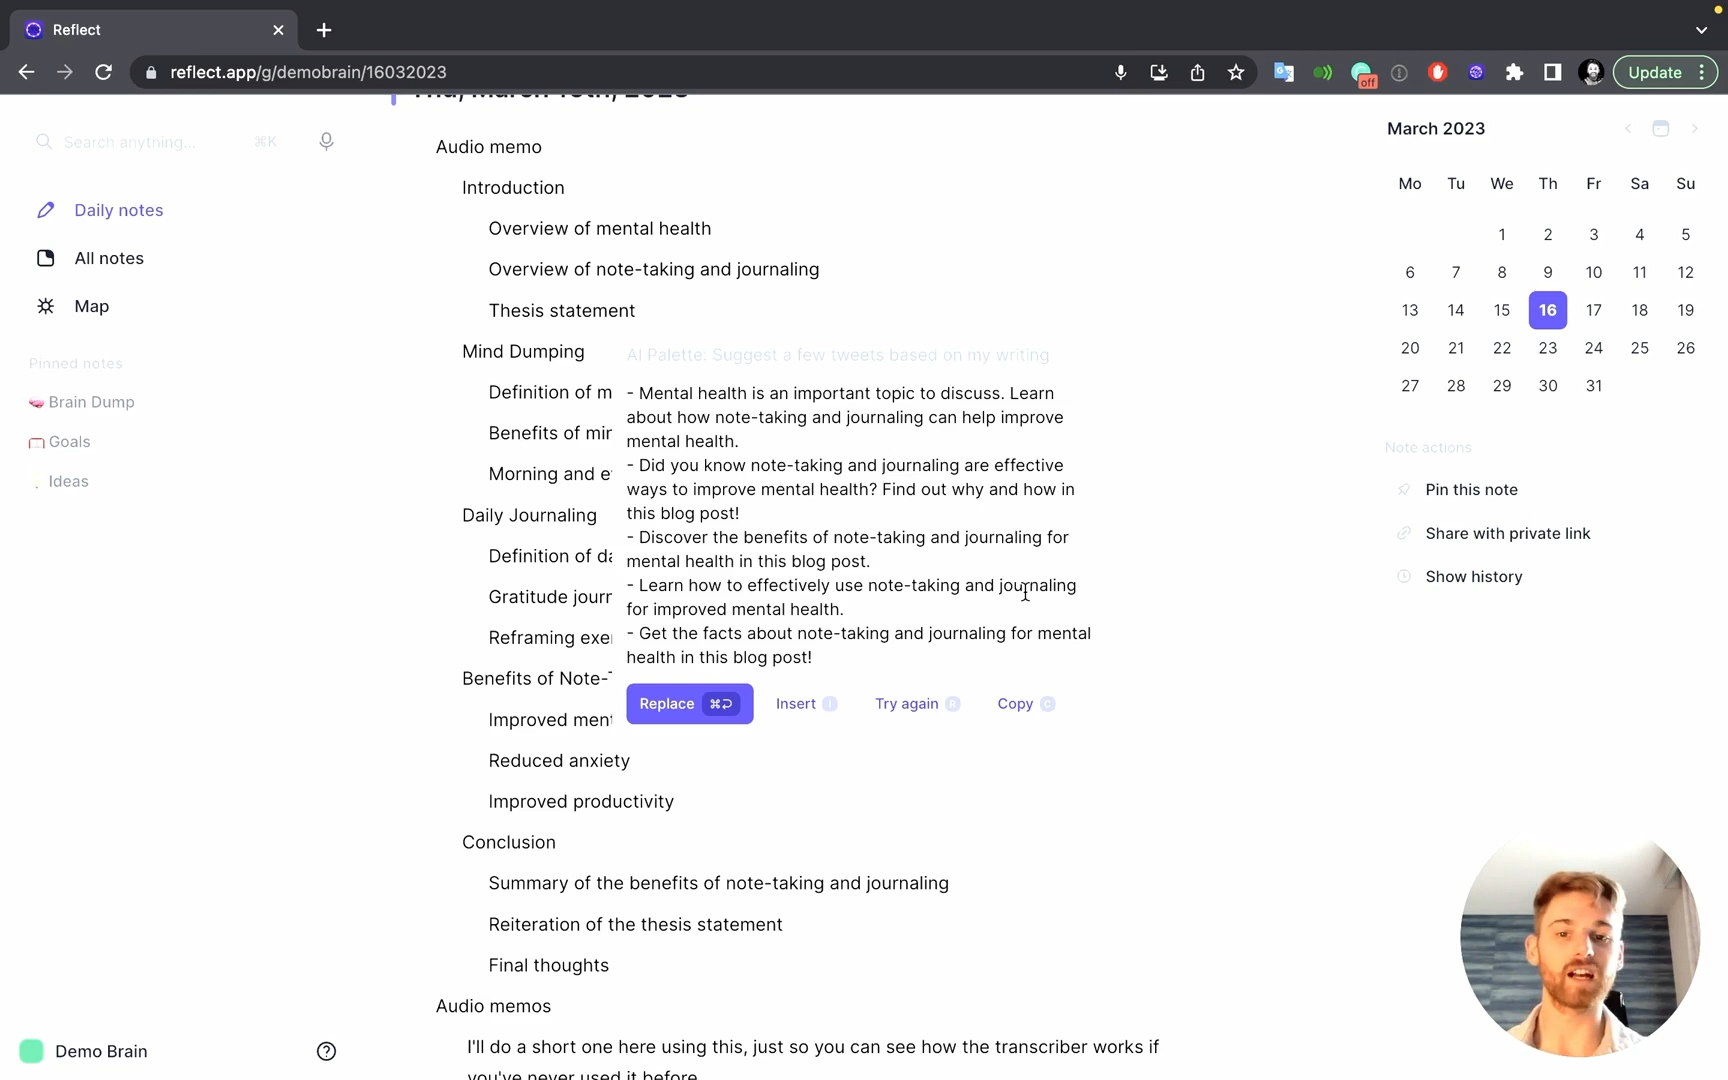 Reflect
reflect.app/g/demobrain/16032023
off
Update
Search anything...
⌘K
Daily notes
All notes
Map
Pinned notes
Brain Dump
Goals
Ideas
Demo Brain
Audio memo
Introduction
Overview of mental health
Overview of note-taking and journaling
Thesis statement
Mind Dumping
Definition of m
Benefits of mir
Morning and e
Daily Journaling
Definition of da
Gratitude jourr
Reframing exe
Benefits of Note-T
Improved ment
Reduced anxiety
Improved productivity
Conclusion
Summary of the benefits of note-taking and journaling
Reiteration of the thesis statement
Final thoughts
Audio memos
I'll do a short one here using this, just so you can see how the transcriber works if
you've never used it before
AI Palette: Suggest a few tweets based on my writing
- Mental health is an important topic to discuss. Learn
about how note-taking and journaling can help improve
mental health.
- Did you know note-taking and journaling are effective
ways to improve mental health? Find out why and how in
this blog post!
- Discover the benefits of note-taking and journaling for
mental health in this blog post.
- Learn how to effectively use note-taking and journaling
for improved mental health.
- Get the facts about note-taking and journaling for mental
health in this blog post!
Replace ⌘⮐
Insert I
Try again R
Copy C
March 2023
Mo Tu We Th Fr Sa Su
1 2 3 4 5
6 7 8 9 10 11 12
13 14 15 16 17 18 19
20 21 22 23 24 25 26
27 28 29 30 31
Note actions
Pin this note
Share with private link
Show history